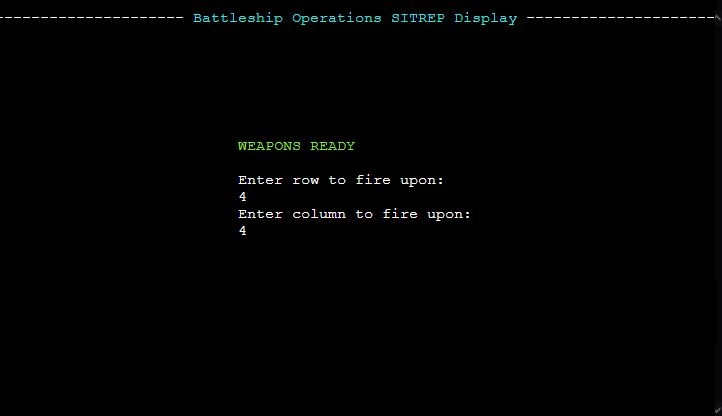 --------------------- Battleship Operations SITREP Display ---------------------
WEAPONS READY
Enter row to fire upon:
4
Enter column to fire upon:
4